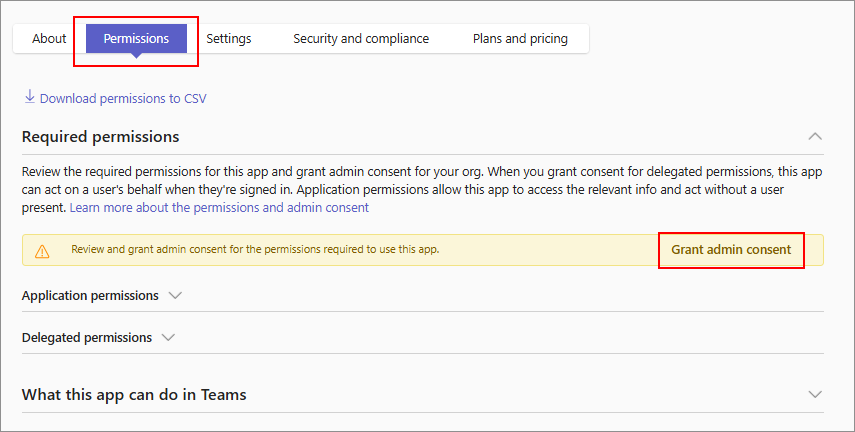 About Permissions Settings Security and compliance Plans and pricing
Download permissions to CSV
Required permissions
Review the required permissions for this app and grant admin consent for your org. When you grant consent for delegated permissions, this app
can act on a user's behalf when they're signed in. Application permissions allow this app to access the relevant info and act without a user
present. Learn more about the permissions and admin consent
Review and grant admin consent for the permissions required to use this app. Grant admin consent
Application permissions
Delegated permissions
What this app can do in Teams